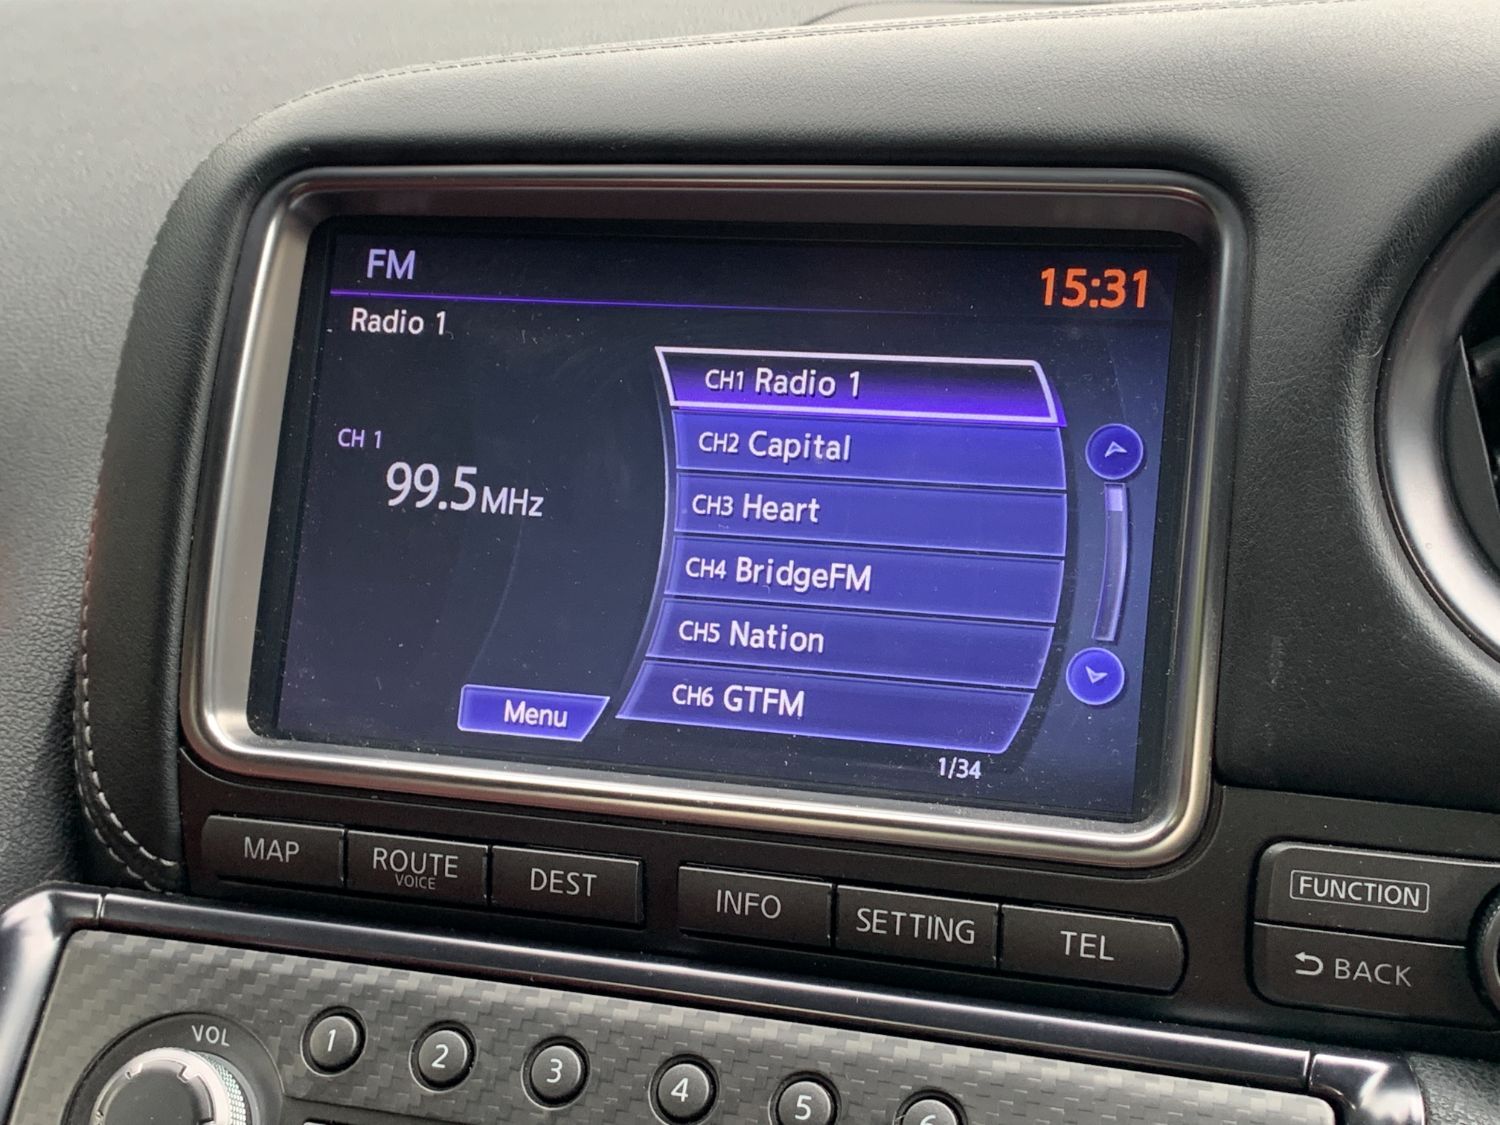 FM
15:31
Radio 1
CH 1
99.5MHz
CH1 Radio 1
CH2 Capital
CH3 Heart
CH4 BridgeFM
CH5 Nation
CH6 GTFM
Menu
1/34
MAP
ROUTE
VOICE
DEST
INFO
SETTING
TEL
FUNCTION
BACK
VOL
1
2
3
4
5
6